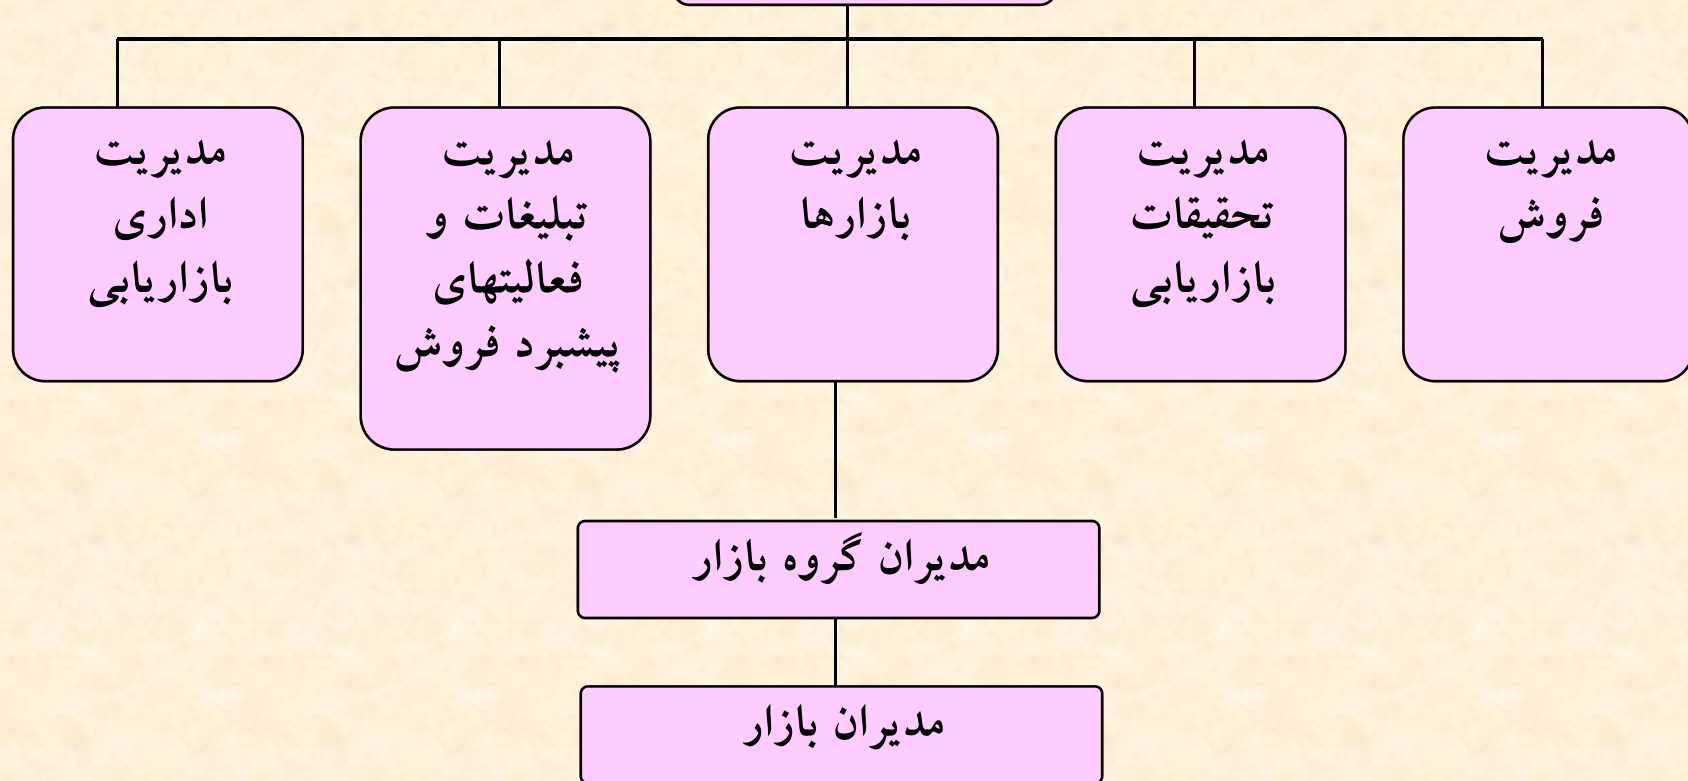 مدیریت
فروش
مدیریت
تحقیقات
بازاریابی
مدیریت
بازارها
مدیریت
تبلیغات و
فعالیتهای
پیشبرد فروش
مدیریت
اداری
بازاریابی
مدیران گروه بازار
مدیران بازار